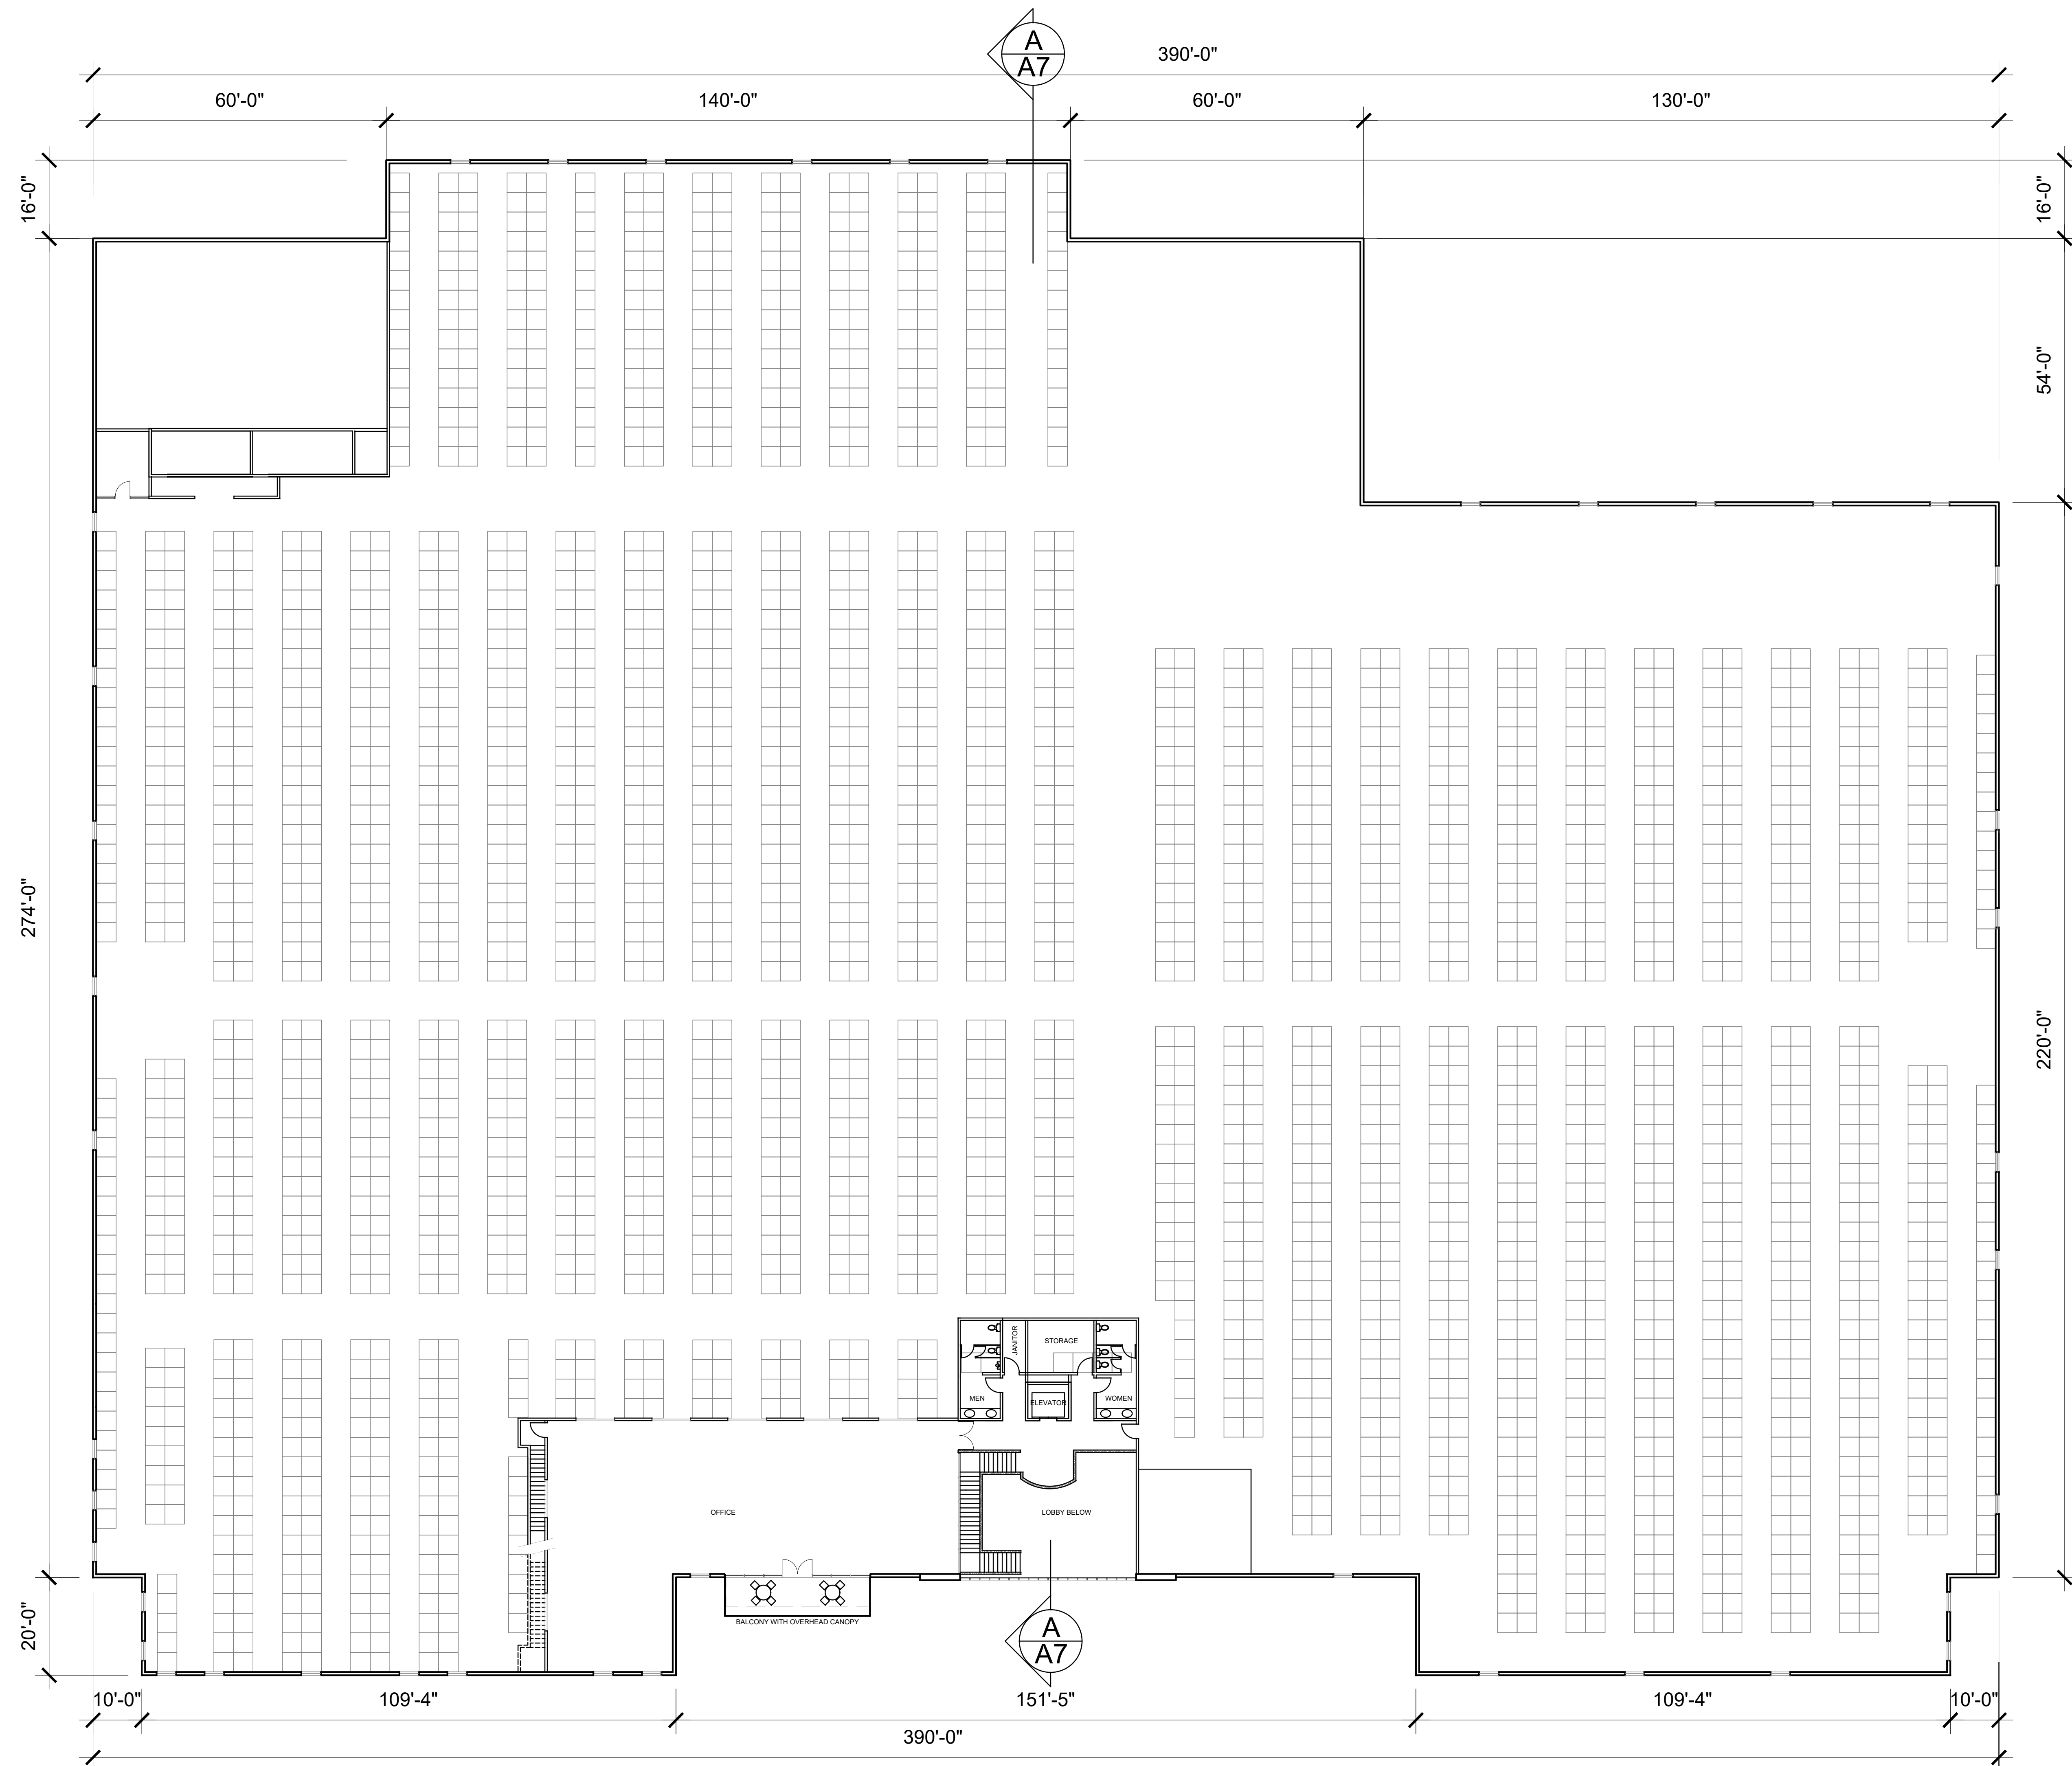 A
A7
390'-0"
60'-0"
140'-0"
60'-0"
130'-0"
16'-0"
16'-0"
54'-0"
274'-0"
220'-0"
JANITOR
STORAGE
MEN
ELEVATOR
WOMEN
OFFICE
LOBBY BELOW
BALCONY WITH OVERHEAD CANOPY
A
A7
20'-0"
10'-0"
109'-4"
151'-5"
109'-4"
10'-0"
390'-0"